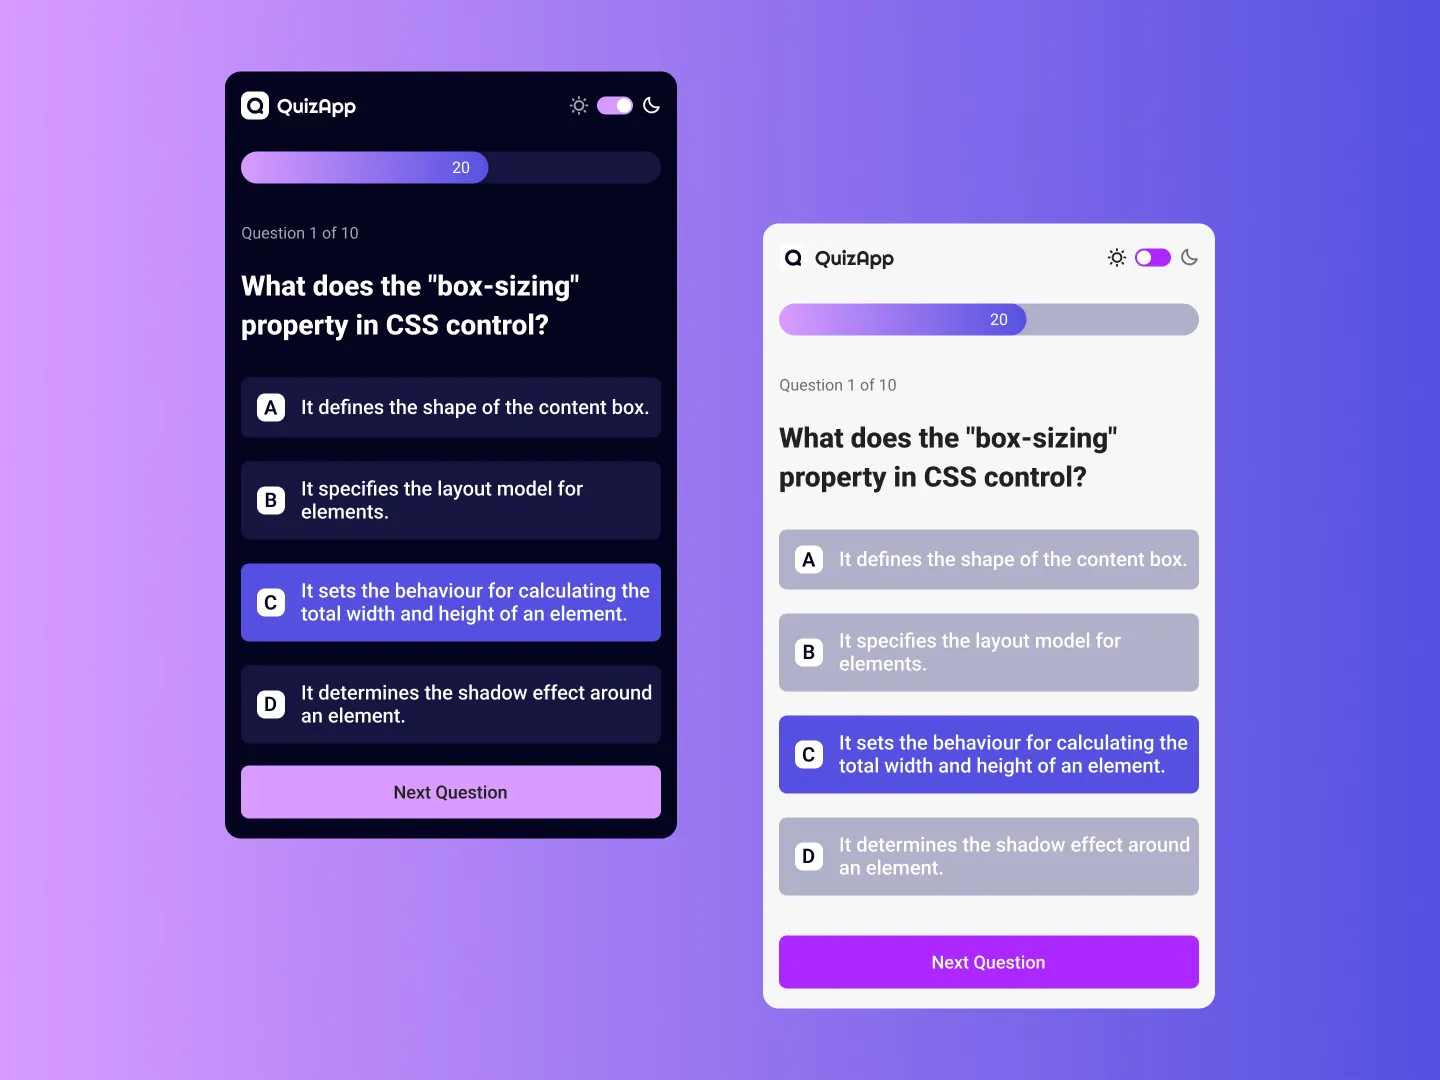 QuizApp
20
Question 1 of 10
What does the "box-sizing"
property in CSS control?
A It defines the shape of the content box.
B It specifies the layout model for
elements.
C It sets the behaviour for calculating the
total width and height of an element.
D It determines the shadow effect around
an element.
Next Question
QuizApp
20
Question 1 of 10
What does the "box-sizing"
property in CSS control?
A It defines the shape of the content box.
B It specifies the layout model for
elements.
C It sets the behaviour for calculating the
total width and height of an element.
D It determines the shadow effect around
an element.
Next Question